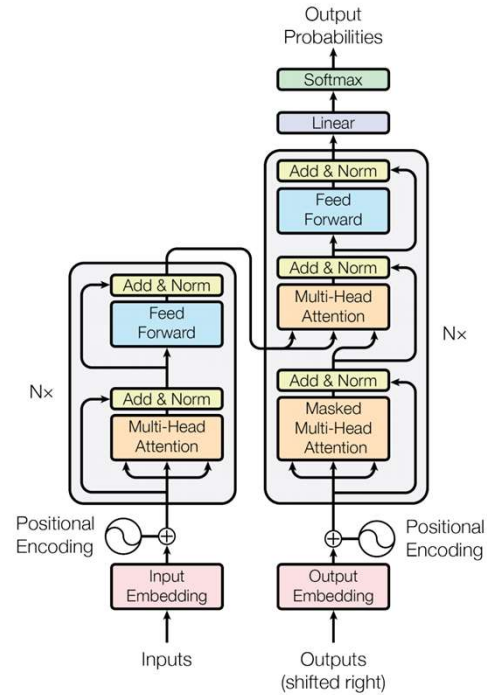 Output
Probabilities
Softmax
Linear
Add & Norm
Feed
Forward
Add & Norm
Multi-Head
Attention
Nx
Add & Norm
Masked
Multi-Head
Attention
Add & Norm
Feed
Forward
Nx
Add & Norm
Multi-Head
Attention
Positional
Encoding
Positional
Encoding
Input
Embedding
Output
Embedding
Inputs
Outputs
(shifted right)